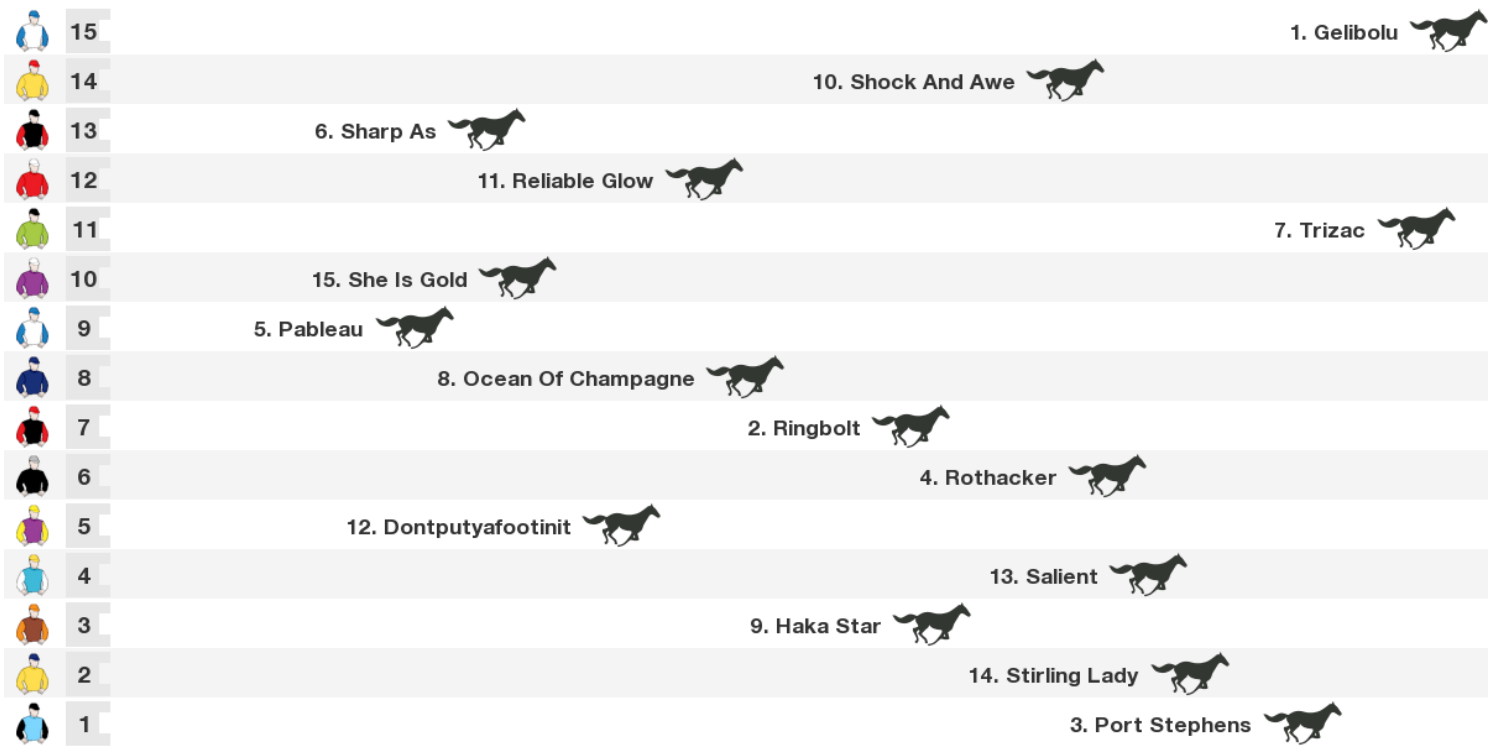 15 1. Gelibolu
14 10. Shock And Awe
13 6. Sharp As
12 11. Reliable Glow
11 7. Trizac
10 15. She Is Gold
9 5. Pableau
8 8. Ocean Of Champagne
7 2. Ringbolt
6 4. Rothacker
5 12. Dontputyafootinit
4 13. Salient
3 9. Haka Star
2 14. Stirling Lady
1 3. Port Stephens